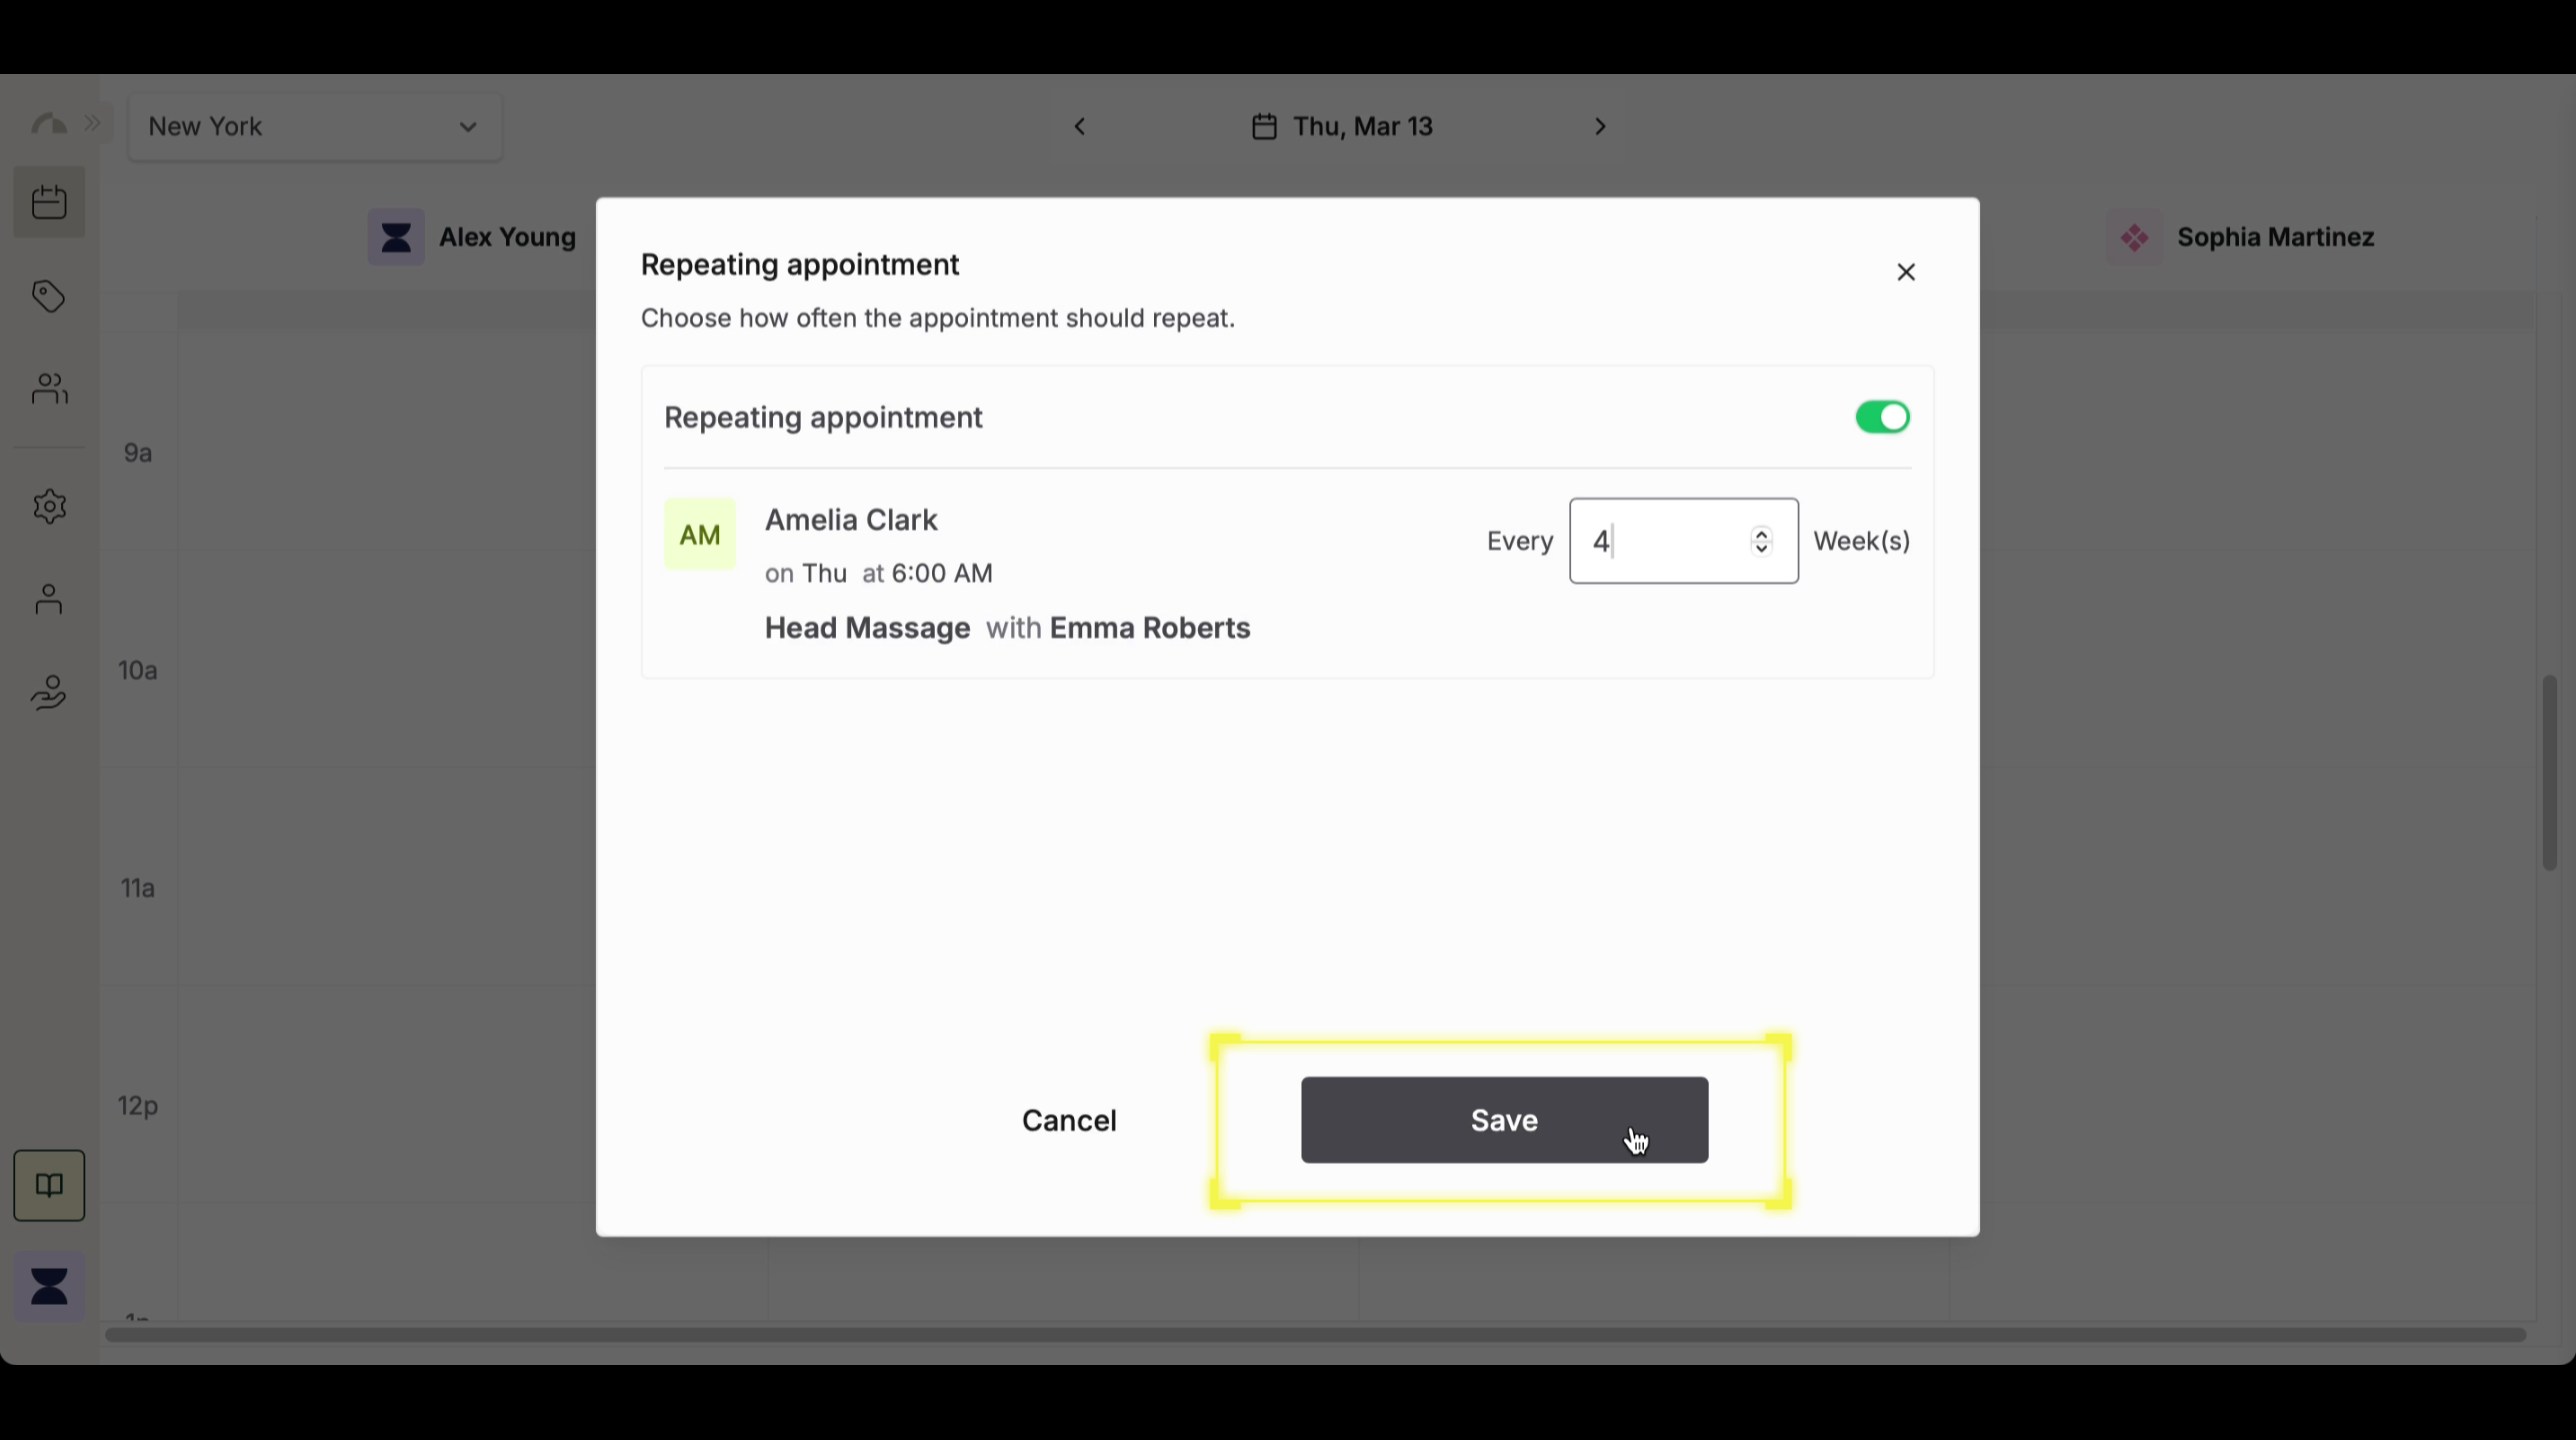 New York
Thu, Mar 13
Alex Young
Sophia Martinez
Repeating appointment
Choose how often the appointment should repeat.
Repeating appointment
AM
Amelia Clark
on Thu at 6:00 AM
Head Massage with Emma Roberts
Every 4 Week(s)
9a
10a
11a
12p
Cancel
Save